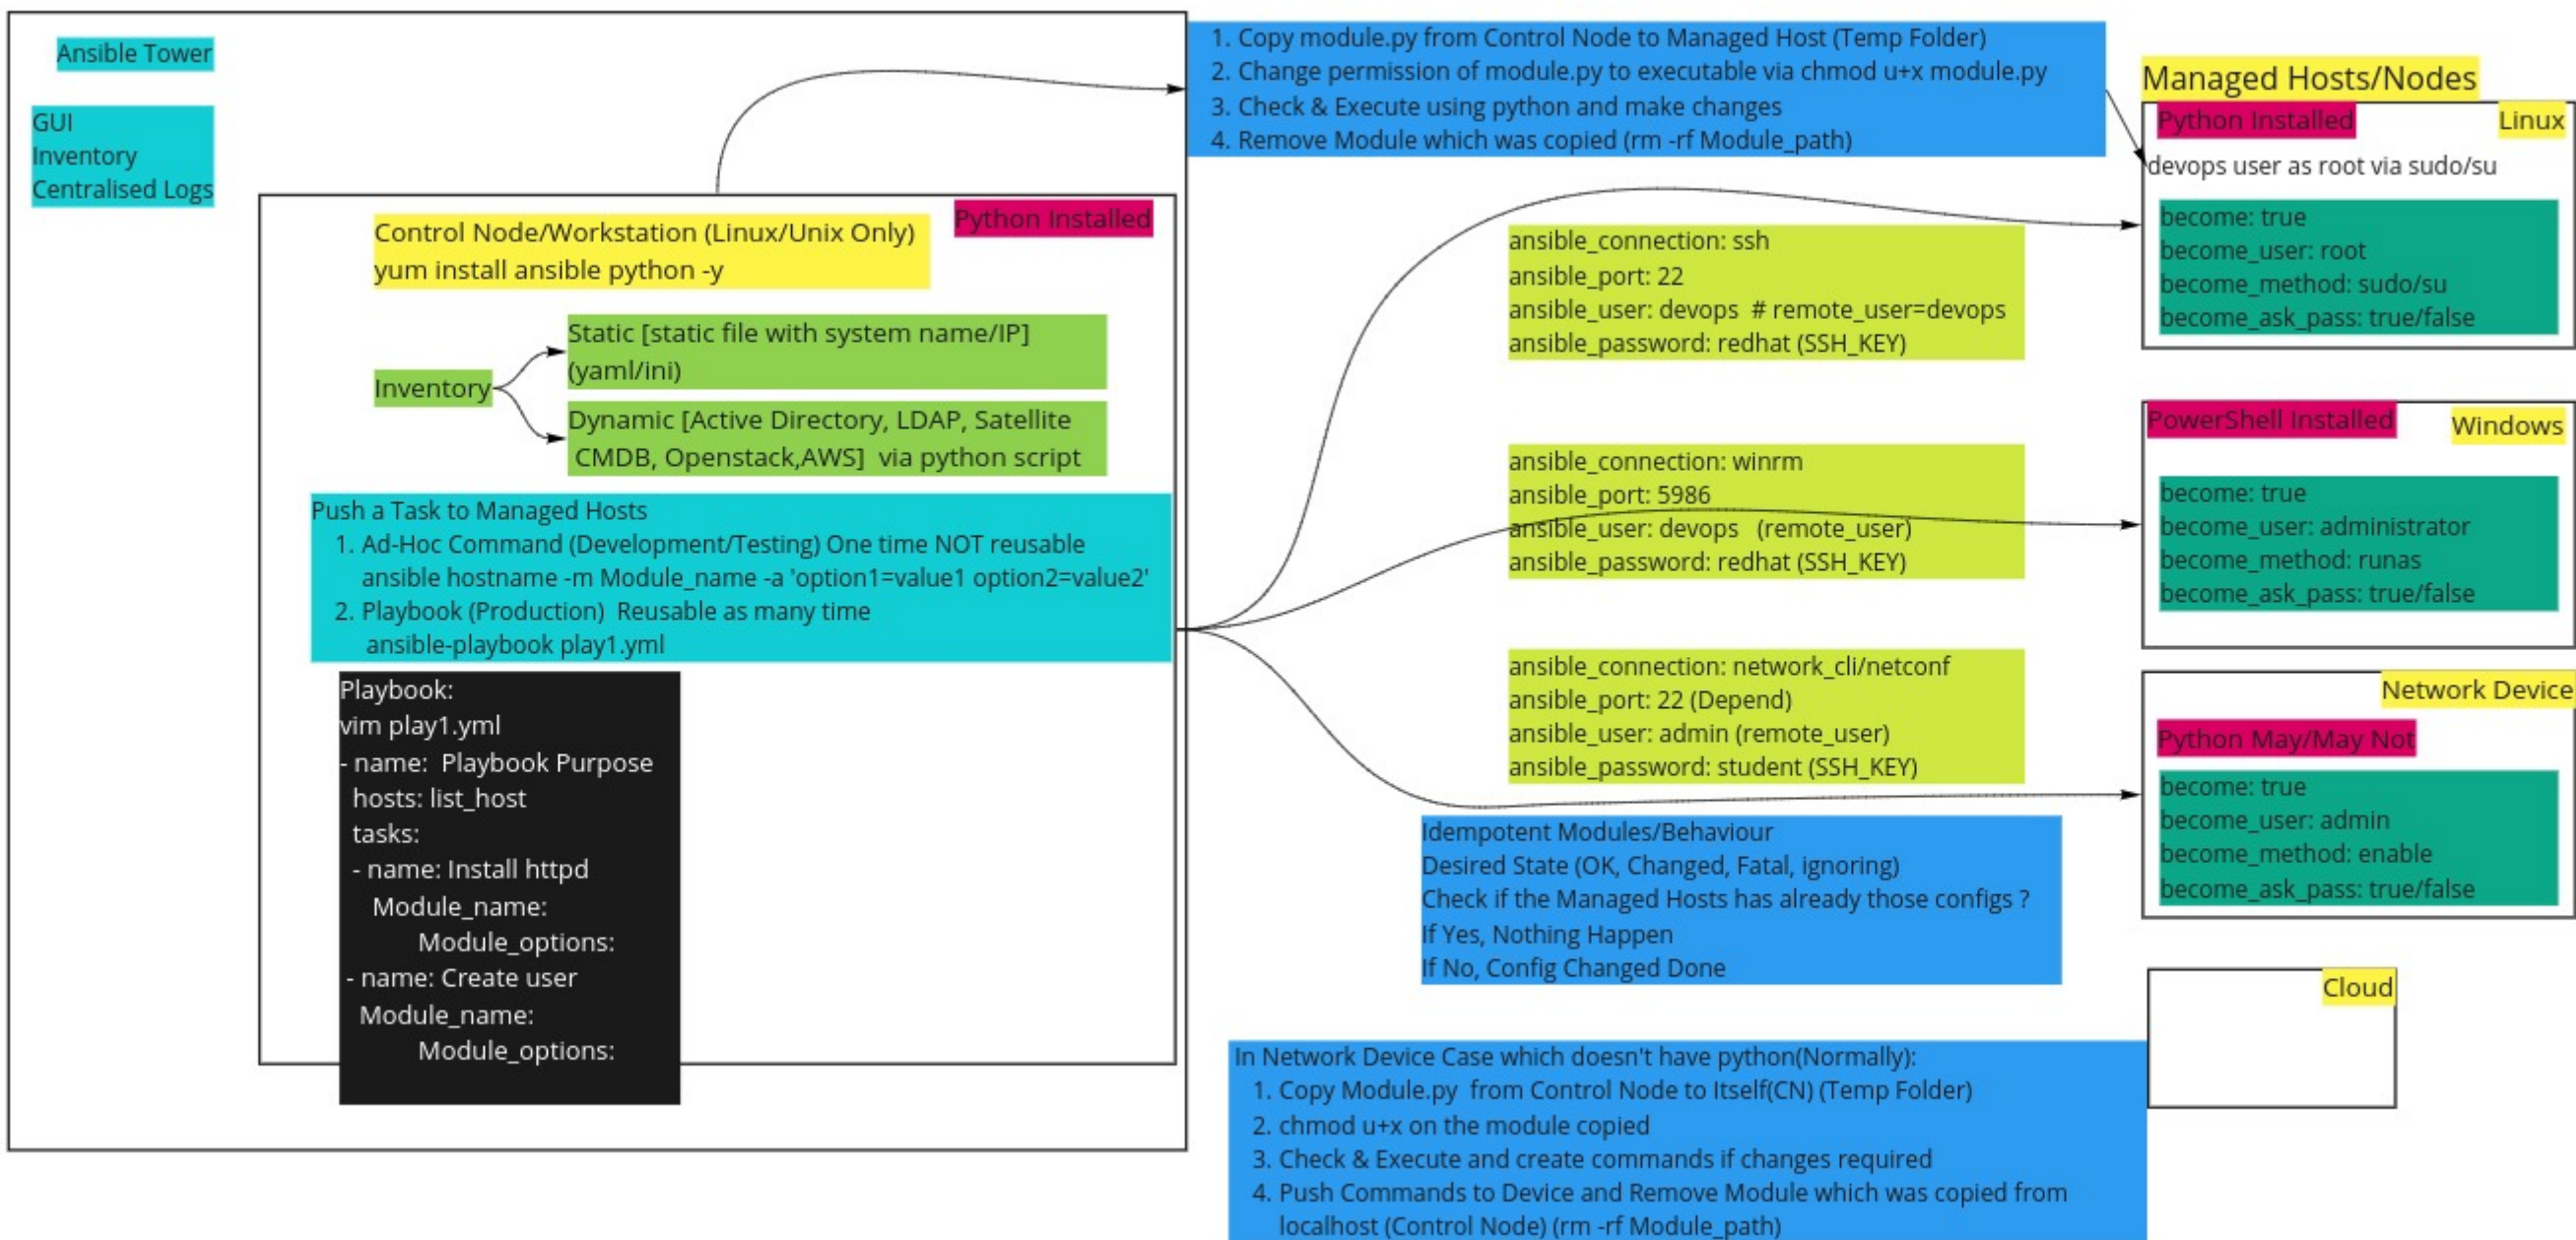 Ansible Tower
GUI
Inventory
Centralised Logs
Control Node/Workstation (Linux/Unix Only)
yum install ansible python -y
Python Installed
Inventory
Static [static file with system name/IP]
(yaml/ini)
Dynamic [Active Directory, LDAP, Satellite
CMDB, Openstack,AWS]  via python script
Push a Task to Managed Hosts
1. Ad-Hoc Command (Development/Testing) One time NOT reusable
ansible hostname -m Module_name -a 'option1=value1 option2=value2'
2. Playbook (Production)  Reusable as many time
ansible-playbook play1.yml
Playbook:
vim play1.yml
- name:  Playbook Purpose
hosts: list_host
tasks:
- name: Install httpd
Module_name:
Module_options:
- name: Create user
Module_name:
Module_options:
1. Copy module.py from Control Node to Managed Host (Temp Folder)
2. Change permission of module.py to executable via chmod u+x module.py
3. Check & Execute using python and make changes
4. Remove Module which was copied (rm -rf Module_path)
ansible_connection: ssh
ansible_port: 22
ansible_user: devops  # remote_user=devops
ansible_password: redhat (SSH_KEY)
ansible_connection: winrm
ansible_port: 5986
ansible_user: devops   (remote_user)
ansible_password: redhat (SSH_KEY)
ansible_connection: network_cli/netconf
ansible_port: 22 (Depend)
ansible_user: admin (remote_user)
ansible_password: student (SSH_KEY)
Idempotent Modules/Behaviour
Desired State (OK, Changed, Fatal, ignoring)
Check if the Managed Hosts has already those configs ?
If Yes, Nothing Happen
If No, Config Changed Done
In Network Device Case which doesn't have python(Normally):
1. Copy Module.py  from Control Node to Itself(CN) (Temp Folder)
2. chmod u+x on the module copied
3. Check & Execute and create commands if changes required
4. Push Commands to Device and Remove Module which was copied from
localhost (Control Node) (rm -rf Module_path)
Managed Hosts/Nodes
Python Installed
Linux
devops user as root via sudo/su
become: true
become_user: root
become_method: sudo/su
become_ask_pass: true/false
PowerShell Installed
Windows
become: true
become_user: administrator
become_method: runas
become_ask_pass: true/false
Network Device
Python May/May Not
become: true
become_user: admin
become_method: enable
become_ask_pass: true/false
Cloud